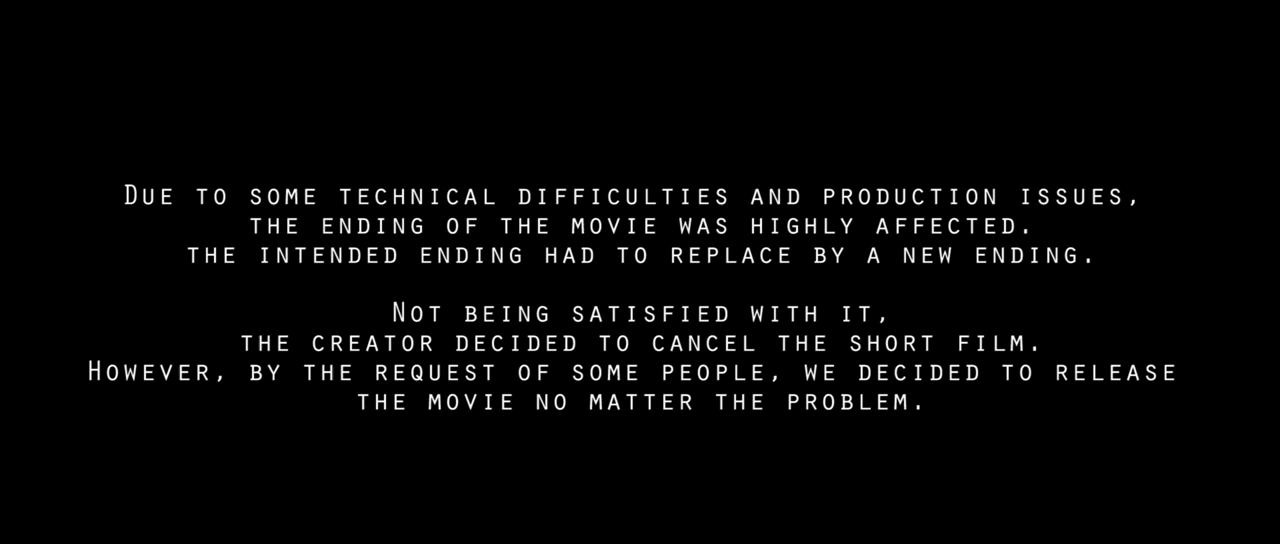 Due to some technical difficulties and production issues,
the ending of the movie was highly affected.
the intended ending had to replace by a new ending.
Not being satisfied with it,
the creator decided to cancel the short film.
However, by the request of some people, we decided to release
the movie no matter the problem.